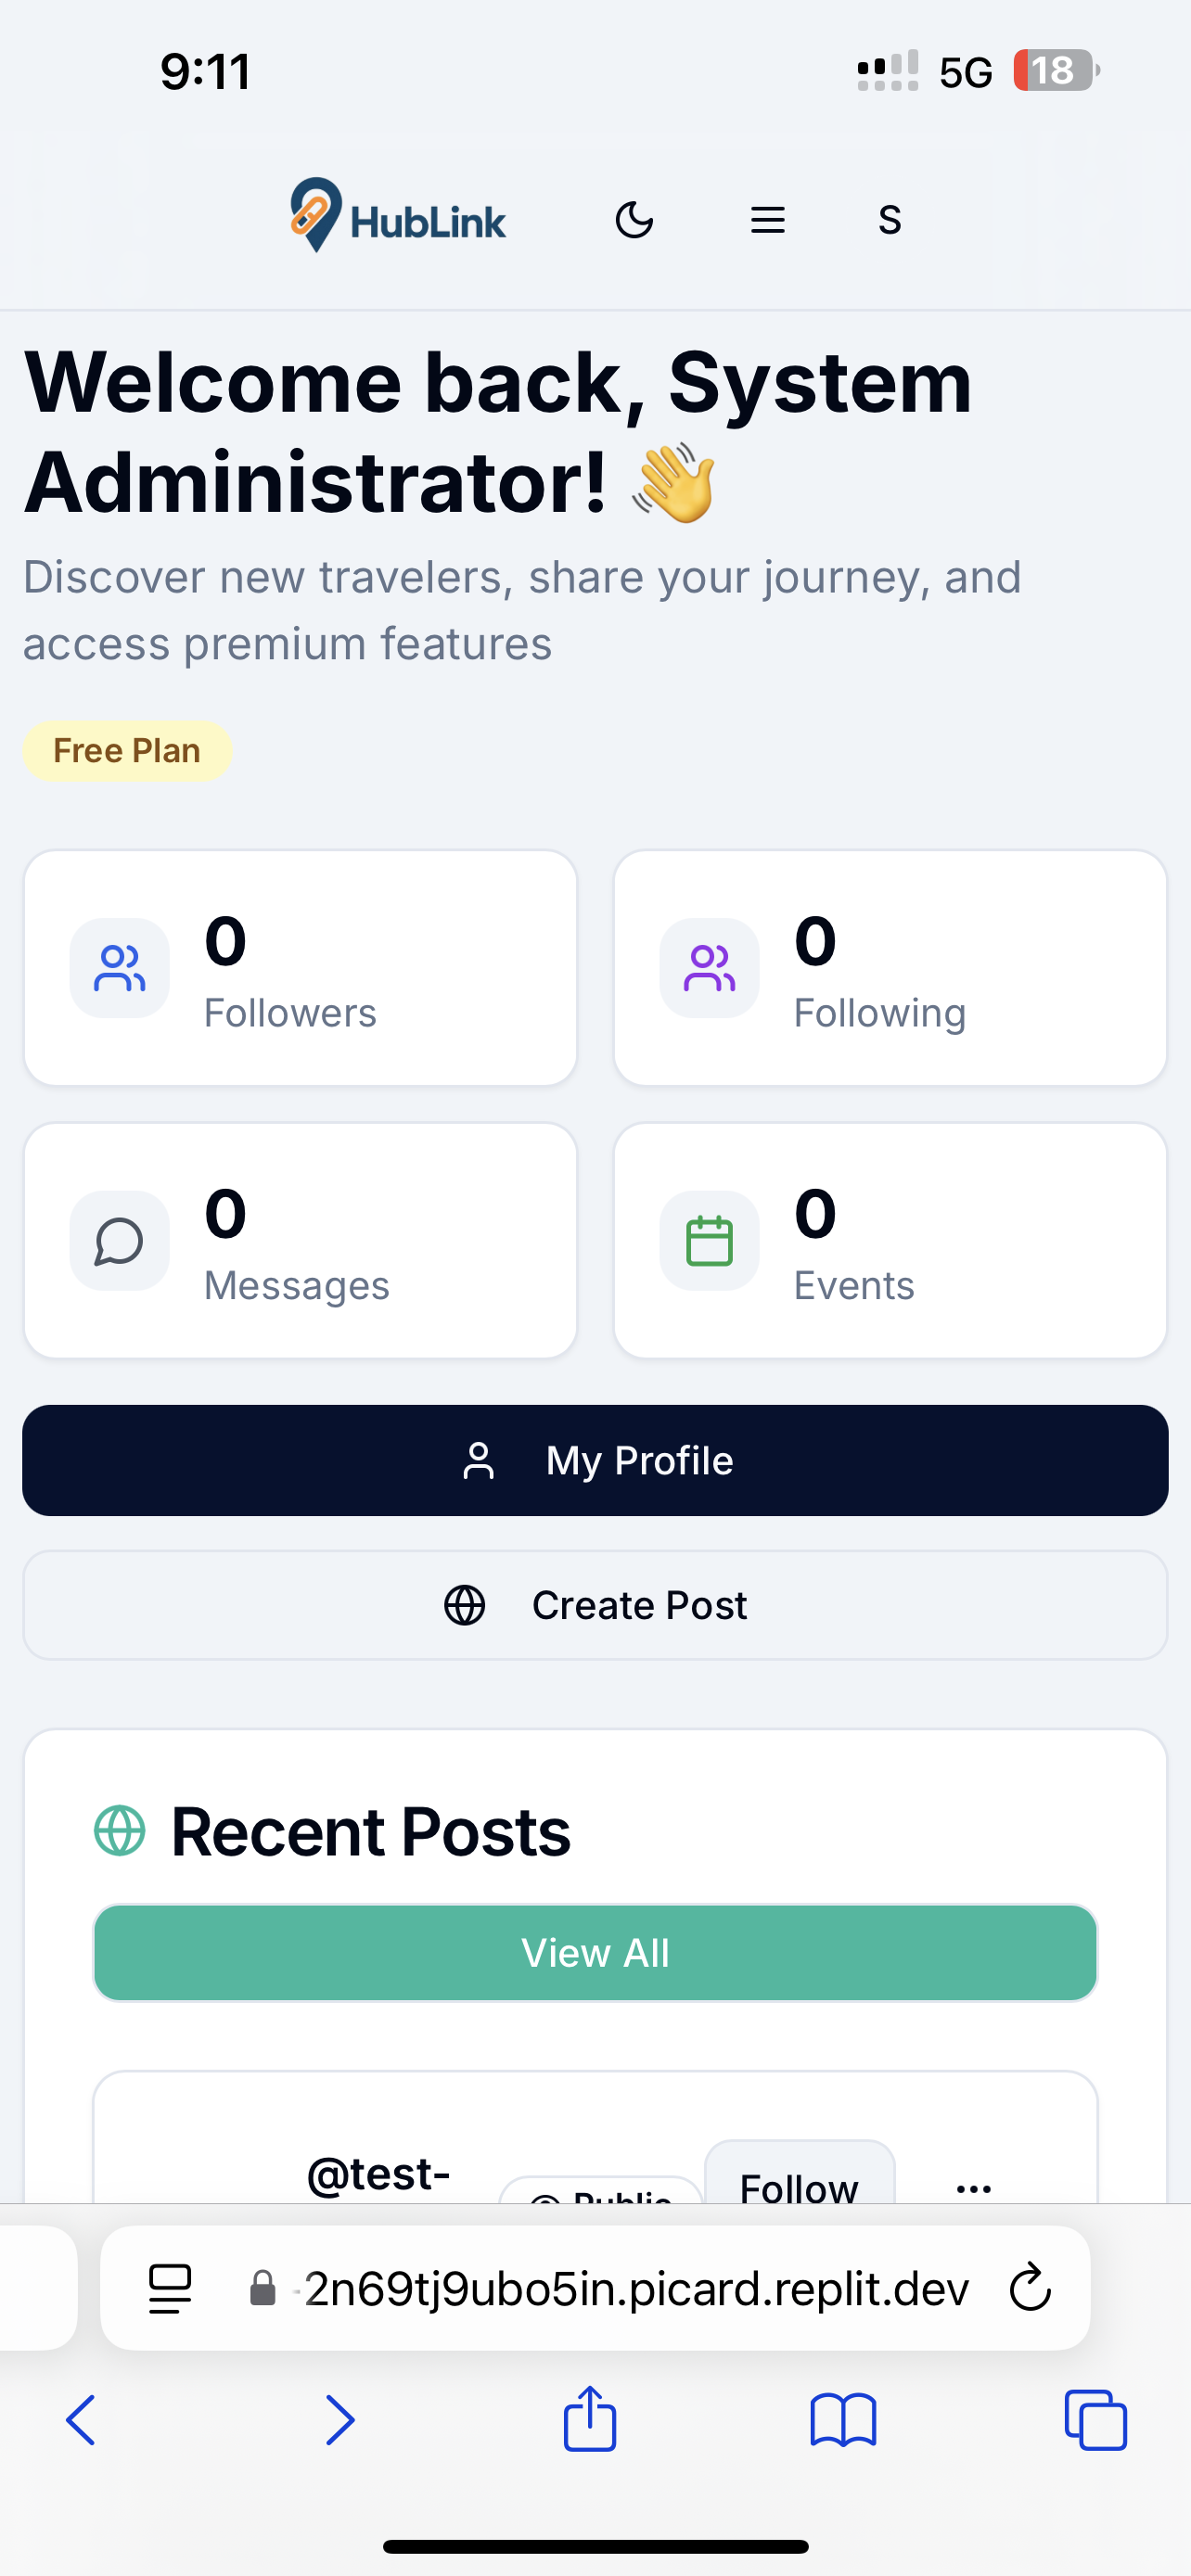 9:11
5G 18
HubLink
S
Welcome back, System
Administrator! 👋
Discover new travelers, share your journey, and
access premium features
Free Plan
0
Followers
0
Following
0
Messages
0
Events
My Profile
Create Post
Recent Posts
View All
@test-
Public
Follow
-2n69tj9ubo5in.picard.replit.dev